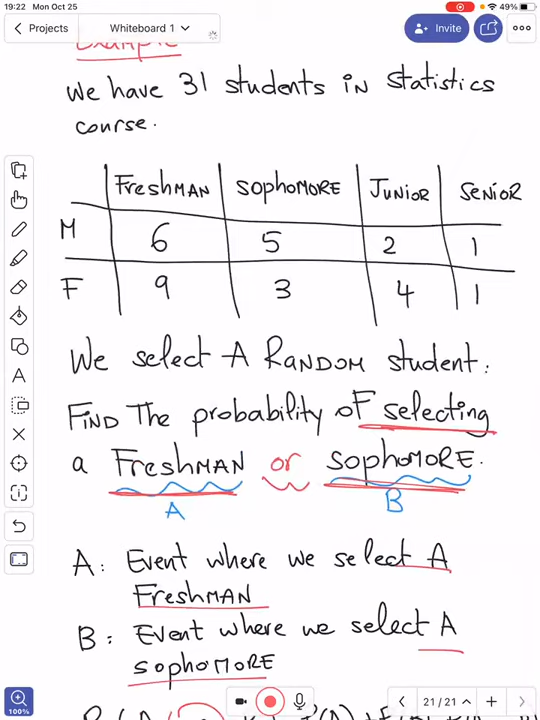 19:22 Mon Oct 25
49%
Projects
Whiteboard 1
Invite
Example
We have 31 students in statistics
course.
Freshman Sophomore Junior Senior
M 6 5 2 1
F 9 3 4 1
We select A Random student.
Find The probability of selecting
a Freshman or sophomore.
A B
A: Event where we select A
Freshman
B: Event where we select A
sophomore
A
100%
21/21